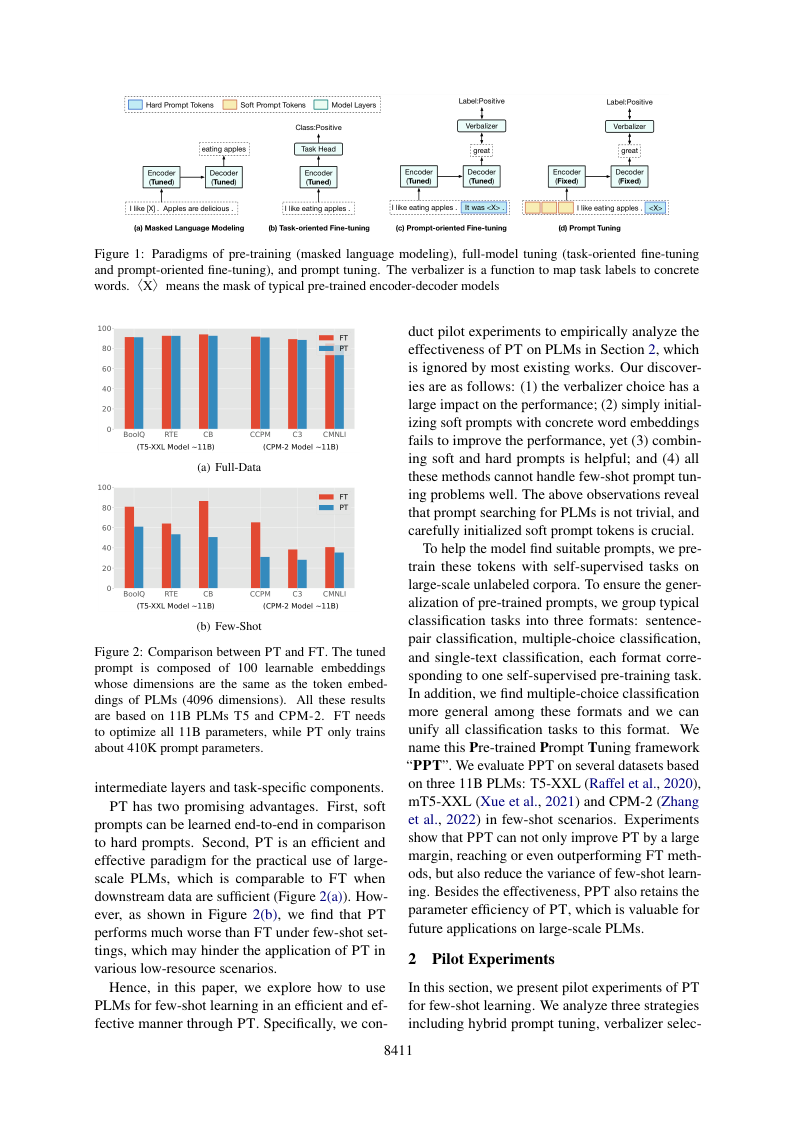 Hard Prompt Tokens Soft Prompt Tokens Model Layers
eating apples
Encoder
(Tuned)
Decoder
(Tuned)
I like [X] . Apples are delicious .
(a) Masked Language Modeling
Class:Positive
Task Head
Encoder
(Tuned)
I like eating apples .
(b) Task-oriented Fine-tuning
Label:Positive
Verbalizer
great
Encoder
(Tuned)
Decoder
(Tuned)
I like eating apples . It was <X> .
(c) Prompt-oriented Fine-tuning
Label:Positive
Verbalizer
great
Encoder
(Fixed)
Decoder
(Fixed)
I like eating apples . <X>
(d) Prompt Tuning
Figure 1: Paradigms of pre-training (masked language modeling), full-model tuning (task-oriented fine-tuning
and prompt-oriented fine-tuning), and prompt tuning. The verbalizer is a function to map task labels to concrete
words. 〈X〉 means the mask of typical pre-trained encoder-decoder models
100
80
60
40
20
0
FT
PT
BoolQ RTE CB CCPM C3 CMNLI
(T5-XXL Model ~11B) (CPM-2 Model ~11B)
(a) Full-Data
100
80
60
40
20
0
FT
PT
BoolQ RTE CB CCPM C3 CMNLI
(T5-XXL Model ~11B) (CPM-2 Model ~11B)
(b) Few-Shot
Figure 2: Comparison between PT and FT. The tuned
prompt is composed of 100 learnable embeddings
whose dimensions are the same as the token embed-
dings of PLMs (4096 dimensions). All these results
are based on 11B PLMs T5 and CPM-2. FT needs
to optimize all 11B parameters, while PT only trains
about 410K prompt parameters.
intermediate layers and task-specific components.
PT has two promising advantages. First, soft
prompts can be learned end-to-end in comparison
to hard prompts. Second, PT is an efficient and
effective paradigm for the practical use of large-
scale PLMs, which is comparable to FT when
downstream data are sufficient (Figure 2(a)). How-
ever, as shown in Figure 2(b), we find that PT
performs much worse than FT under few-shot set-
tings, which may hinder the application of PT in
various low-resource scenarios.
Hence, in this paper, we explore how to use
PLMs for few-shot learning in an efficient and ef-
fective manner through PT. Specifically, we con-
duct pilot experiments to empirically analyze the
effectiveness of PT on PLMs in Section 2, which
is ignored by most existing works. Our discover-
ies are as follows: (1) the verbalizer choice has a
large impact on the performance; (2) simply initial-
izing soft prompts with concrete word embeddings
fails to improve the performance, yet (3) combin-
ing soft and hard prompts is helpful; and (4) all
these methods cannot handle few-shot prompt tun-
ing problems well. The above observations reveal
that prompt searching for PLMs is not trivial, and
carefully initialized soft prompt tokens is crucial.
To help the model find suitable prompts, we pre-
train these tokens with self-supervised tasks on
large-scale unlabeled corpora. To ensure the gener-
alization of pre-trained prompts, we group typical
classification tasks into three formats: sentence-
pair classification, multiple-choice classification,
and single-text classification, each format corre-
sponding to one self-supervised pre-training task.
In addition, we find multiple-choice classification
more general among these formats and we can
unify all classification tasks to this format. We
name this Pre-trained Prompt Tuning framework
“PPT”. We evaluate PPT on several datasets based
on three 11B PLMs: T5-XXL (Raffel et al., 2020),
mT5-XXL (Xue et al., 2021) and CPM-2 (Zhang
et al., 2022) in few-shot scenarios. Experiments
show that PPT can not only improve PT by a large
margin, reaching or even outperforming FT meth-
ods, but also reduce the variance of few-shot learn-
ing. Besides the effectiveness, PPT also retains the
parameter efficiency of PT, which is valuable for
future applications on large-scale PLMs.
2 Pilot Experiments
In this section, we present pilot experiments of PT
for few-shot learning. We analyze three strategies
including hybrid prompt tuning, verbalizer selec-
8411